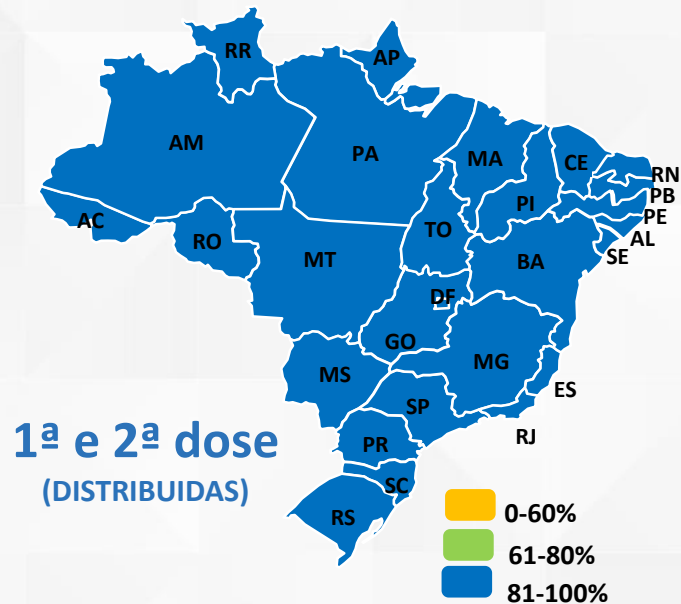 RR
AP
AM
PA
MA
CE
RN
PB
PI
PE
AC
TO
AL
RO
SE
MT
BA
DF
GO
MG
MS
ES
SP
RJ
1ª e 2ª dose
PR
(DISTRIBUIDAS)
SC
RS
0-60%
61-80%
81-100%